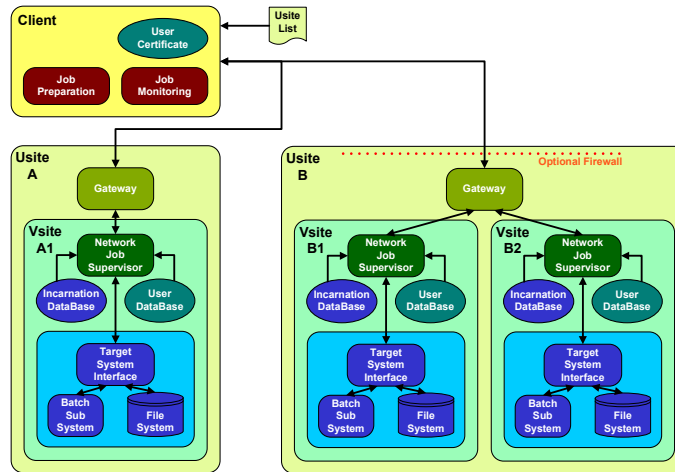 Client
User
Certificate
Usite
List
Job
Preparation
Job
Monitoring
Usite
A
Gateway
Vsite
A1
Network
Job
Supervisor
Incarnation
DataBase
User
DataBase
Target
System
Interface
Batch
Sub
System
File
System
Usite
B
Optional Firewall
Gateway
Vsite
B1
Network
Job
Supervisor
Incarnation
DataBase
User
DataBase
Target
System
Interface
Batch
Sub
System
File
System
Vsite
B2
Network
Job
Supervisor
Incarnation
DataBase
User
DataBase
Target
System
Interface
Batch
Sub
System
File
System